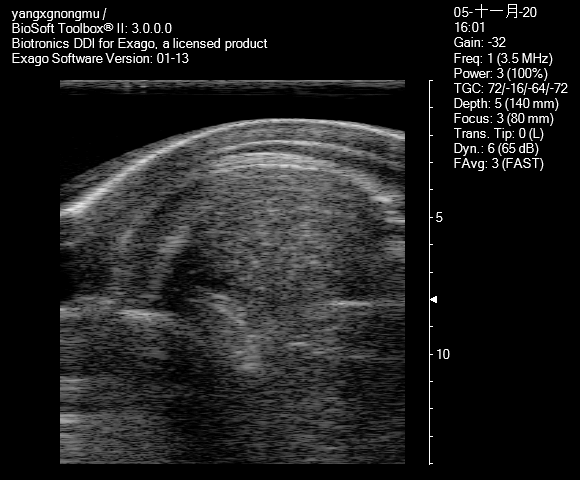 yangxgnongmu /
BioSoft Toolbox® II: 3.0.0.0
Biotronics DDI for Exago, a licensed product
Exago Software Version: 01-13
05-十一月-20
16:01
Gain: -32
Freq: 1 (3.5 MHz)
Power: 3 (100%)
TGC: 72/-16/-64/-72
Depth: 5 (140 mm)
Focus: 3 (80 mm)
Trans. Tip: 0 (L)
Dyn.: 6 (65 dB)
FAvg: 3 (FAST)
5
10